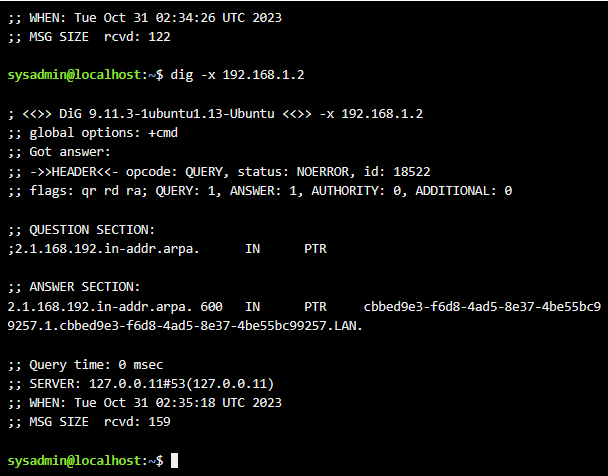 ;; WHEN: Tue Oct 31 02:34:26 UTC 2023
;; MSG SIZE  rcvd: 122

sysadmin@localhost:~$ dig -x 192.168.1.2

; <<>> DiG 9.11.3-1ubuntu1.13-Ubuntu <<>> -x 192.168.1.2
;; global options: +cmd
;; Got answer:
;; ->>HEADER<<- opcode: QUERY, status: NOERROR, id: 18522
;; flags: qr rd ra; QUERY: 1, ANSWER: 1, AUTHORITY: 0, ADDITIONAL: 0

;; QUESTION SECTION:
;2.1.168.192.in-addr.arpa.      IN      PTR

;; ANSWER SECTION:
2.1.168.192.in-addr.arpa. 600   IN      PTR     cbbed9e3-f6d8-4ad5-8e37-4be55bc9
9257.1.cbbed9e3-f6d8-4ad5-8e37-4be55bc99257.LAN.

;; Query time: 0 msec
;; SERVER: 127.0.0.11#53(127.0.0.11)
;; WHEN: Tue Oct 31 02:35:18 UTC 2023
;; MSG SIZE  rcvd: 159

sysadmin@localhost:~$